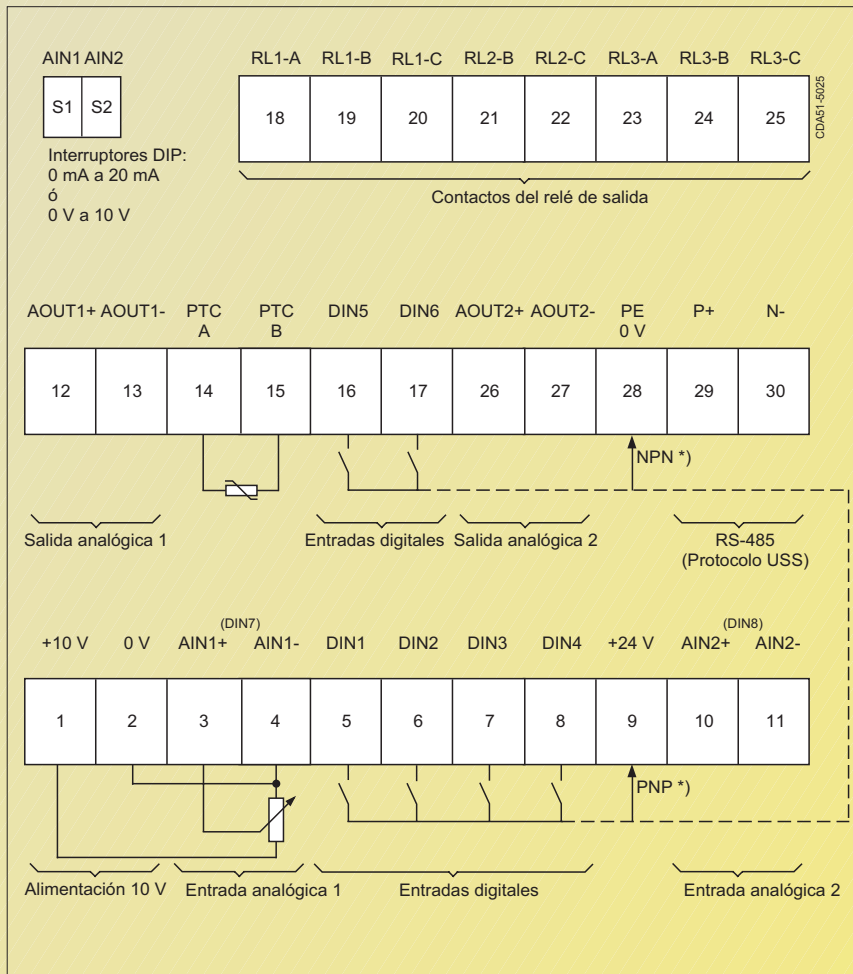 AIN1 AIN2
S1 S2
Interruptores DIP:
0 mA a 20 mA
ó
0 V a 10 V
RL1-A RL1-B RL1-C RL2-B RL2-C RL3-A RL3-B RL3-C
18 19 20 21 22 23 24 25
CDA51-5025
Contactos del relé de salida
AOUT1+ AOUT1- PTC A PTC B DIN5 DIN6 AOUT2+ AOUT2- PE 0 V P+ N-
12 13 14 15 16 17 26 27 28 29 30
NPN *)
Salida analógica 1
Entradas digitales
Salida analógica 2
RS-485
(Protocolo USS)
(DIN7) (DIN8)
+10 V 0 V AIN1+ AIN1- DIN1 DIN2 DIN3 DIN4 +24 V AIN2+ AIN2-
1 2 3 4 5 6 7 8 9 10 11
PNP *)
Alimentación 10 V
Entrada analógica 1
Entradas digitales
Entrada analógica 2